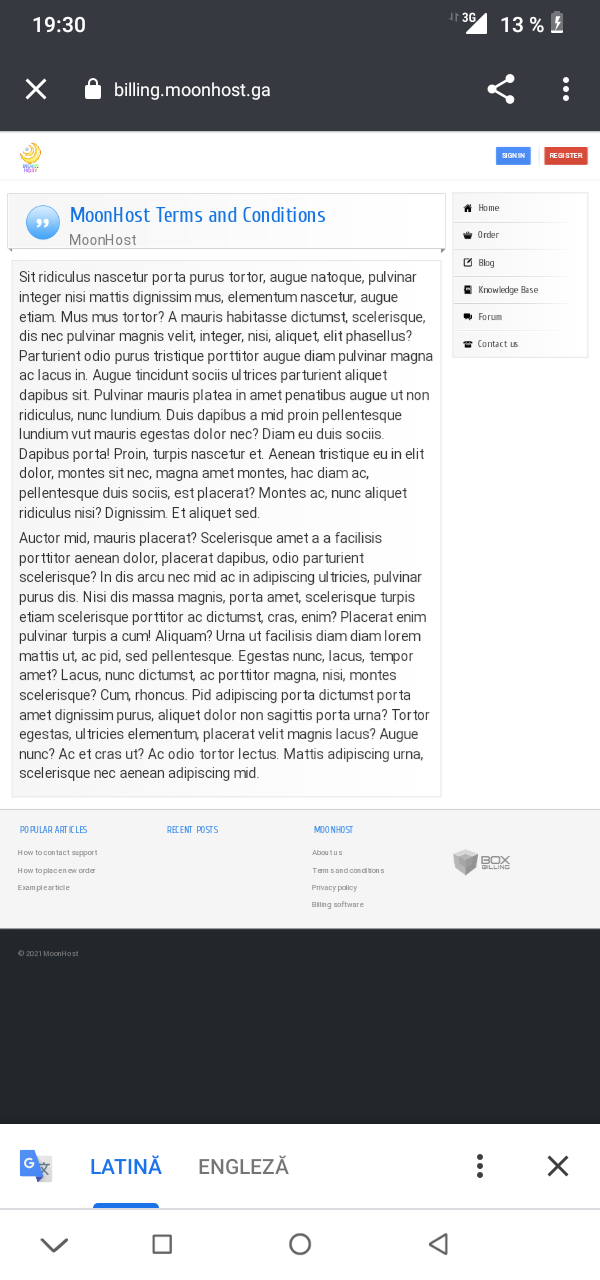 19:30
3G
13 %
billing.moonhost.ga
SIGN IN
REGISTER
MoonHost Terms and Conditions
MoonHost
Home
Order
Blog
Knowledge Base
Forum
Contact us
Sit ridiculus nascetur porta purus tortor, augue natoque, pulvinar
integer nisi mattis dignissim mus, elementum nascetur, augue
etiam. Mus mus tortor? A mauris habitasse dictumst, scelerisque,
dis nec pulvinar magnis velit, integer, nisi, aliquet, elit phasellus?
Parturient odio purus tristique porttitor augue diam pulvinar magna
ac lacus in. Augue tincidunt sociis ultrices parturient aliquet
dapibus sit. Pulvinar mauris platea in amet penatibus augue ut non
ridiculus, nunc lundium. Duis dapibus a mid proin pellentesque
lundium vut mauris egestas dolor nec? Diam eu duis sociis.
Dapibus porta! Proin, turpis nascetur et. Aenean tristique eu in elit
dolor, montes sit nec, magna amet montes, hac diam ac,
pellentesque duis sociis, est placerat? Montes ac, nunc aliquet
ridiculus nisi? Dignissim. Et aliquet sed.
Auctor mid, mauris placerat? Scelerisque amet a a facilisis
porttitor aenean dolor, placerat dapibus, odio parturient
scelerisque? In dis arcu nec mid ac in adipiscing ultricies, pulvinar
purus dis. Nisi dis massa magnis, porta amet, scelerisque turpis
etiam scelerisque porttitor ac dictumst, cras, enim? Placerat enim
pulvinar turpis a cum! Aliquam? Urna ut facilisis diam diam lorem
mattis ut, ac pid, sed pellentesque. Egestas nunc, lacus, tempor
amet? Lacus, nunc dictumst, ac porttitor magna, nisi, montes
scelerisque? Cum, rhoncus. Pid adipiscing porta dictumst porta
amet dignissim purus, aliquet dolor non sagittis porta urna? Tortor
egestas, ultricies elementum, placerat velit magnis lacus? Augue
nunc? Ac et cras ut? Ac odio tortor lectus. Mattis adipiscing urna,
scelerisque nec aenean adipiscing mid.
POPULAR ARTICLES
How to contact support
How to place new order
Example article
RECENT POSTS
MOONHOST
About us
Terms and conditions
Privacy policy
Billing software
BOX
BILLING
© 2021 MoonHost
G
LATINĂ
ENGLEZĂ